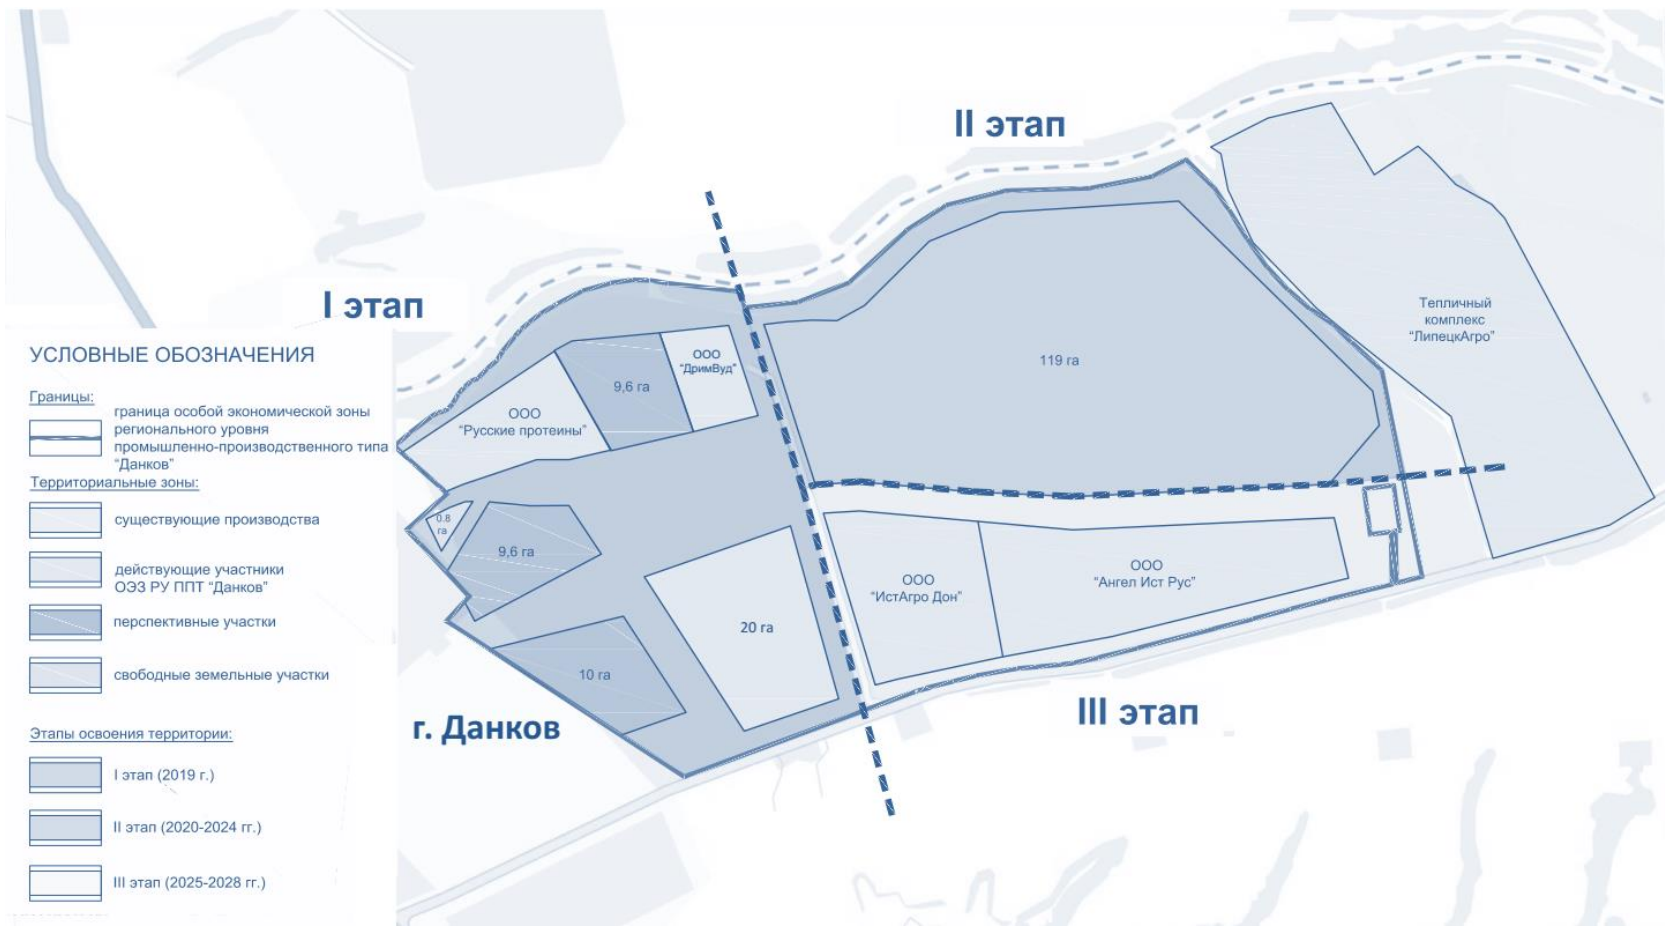 II этап
I этап
Тепличный
комплекс
“ЛипецкАгро”
119 га
ООО
“ДримВуд”
9,6 га
ООО
“Русские протеины”
0.8
га
9,6 га
ООО
“ИстАгро Дон”
ООО
“Ангел Ист Рус”
20 га
10 га
г. Данков
III этап
УСЛОВНЫЕ ОБОЗНАЧЕНИЯ
Границы:
граница особой экономической зоны
регионального уровня
промышленно-производственного типа
“Данков”
Территориальные зоны:
существующие производства
действующие участники
ОЭЗ РУ ППТ “Данков”
перспективные участки
свободные земельные участки
Этапы освоения территории:
I этап (2019 г.)
II этап (2020-2024 гг.)
III этап (2025-2028 гг.)